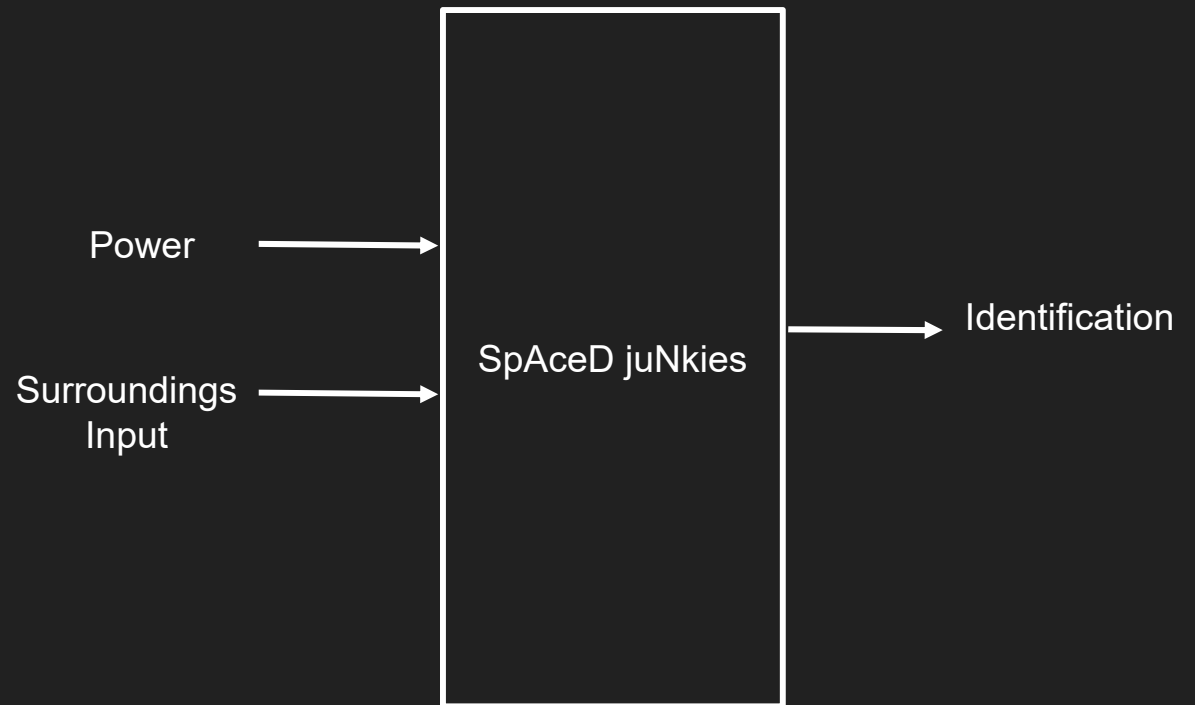 Power
Surroundings
Input
SpAceD juNkies
Identification